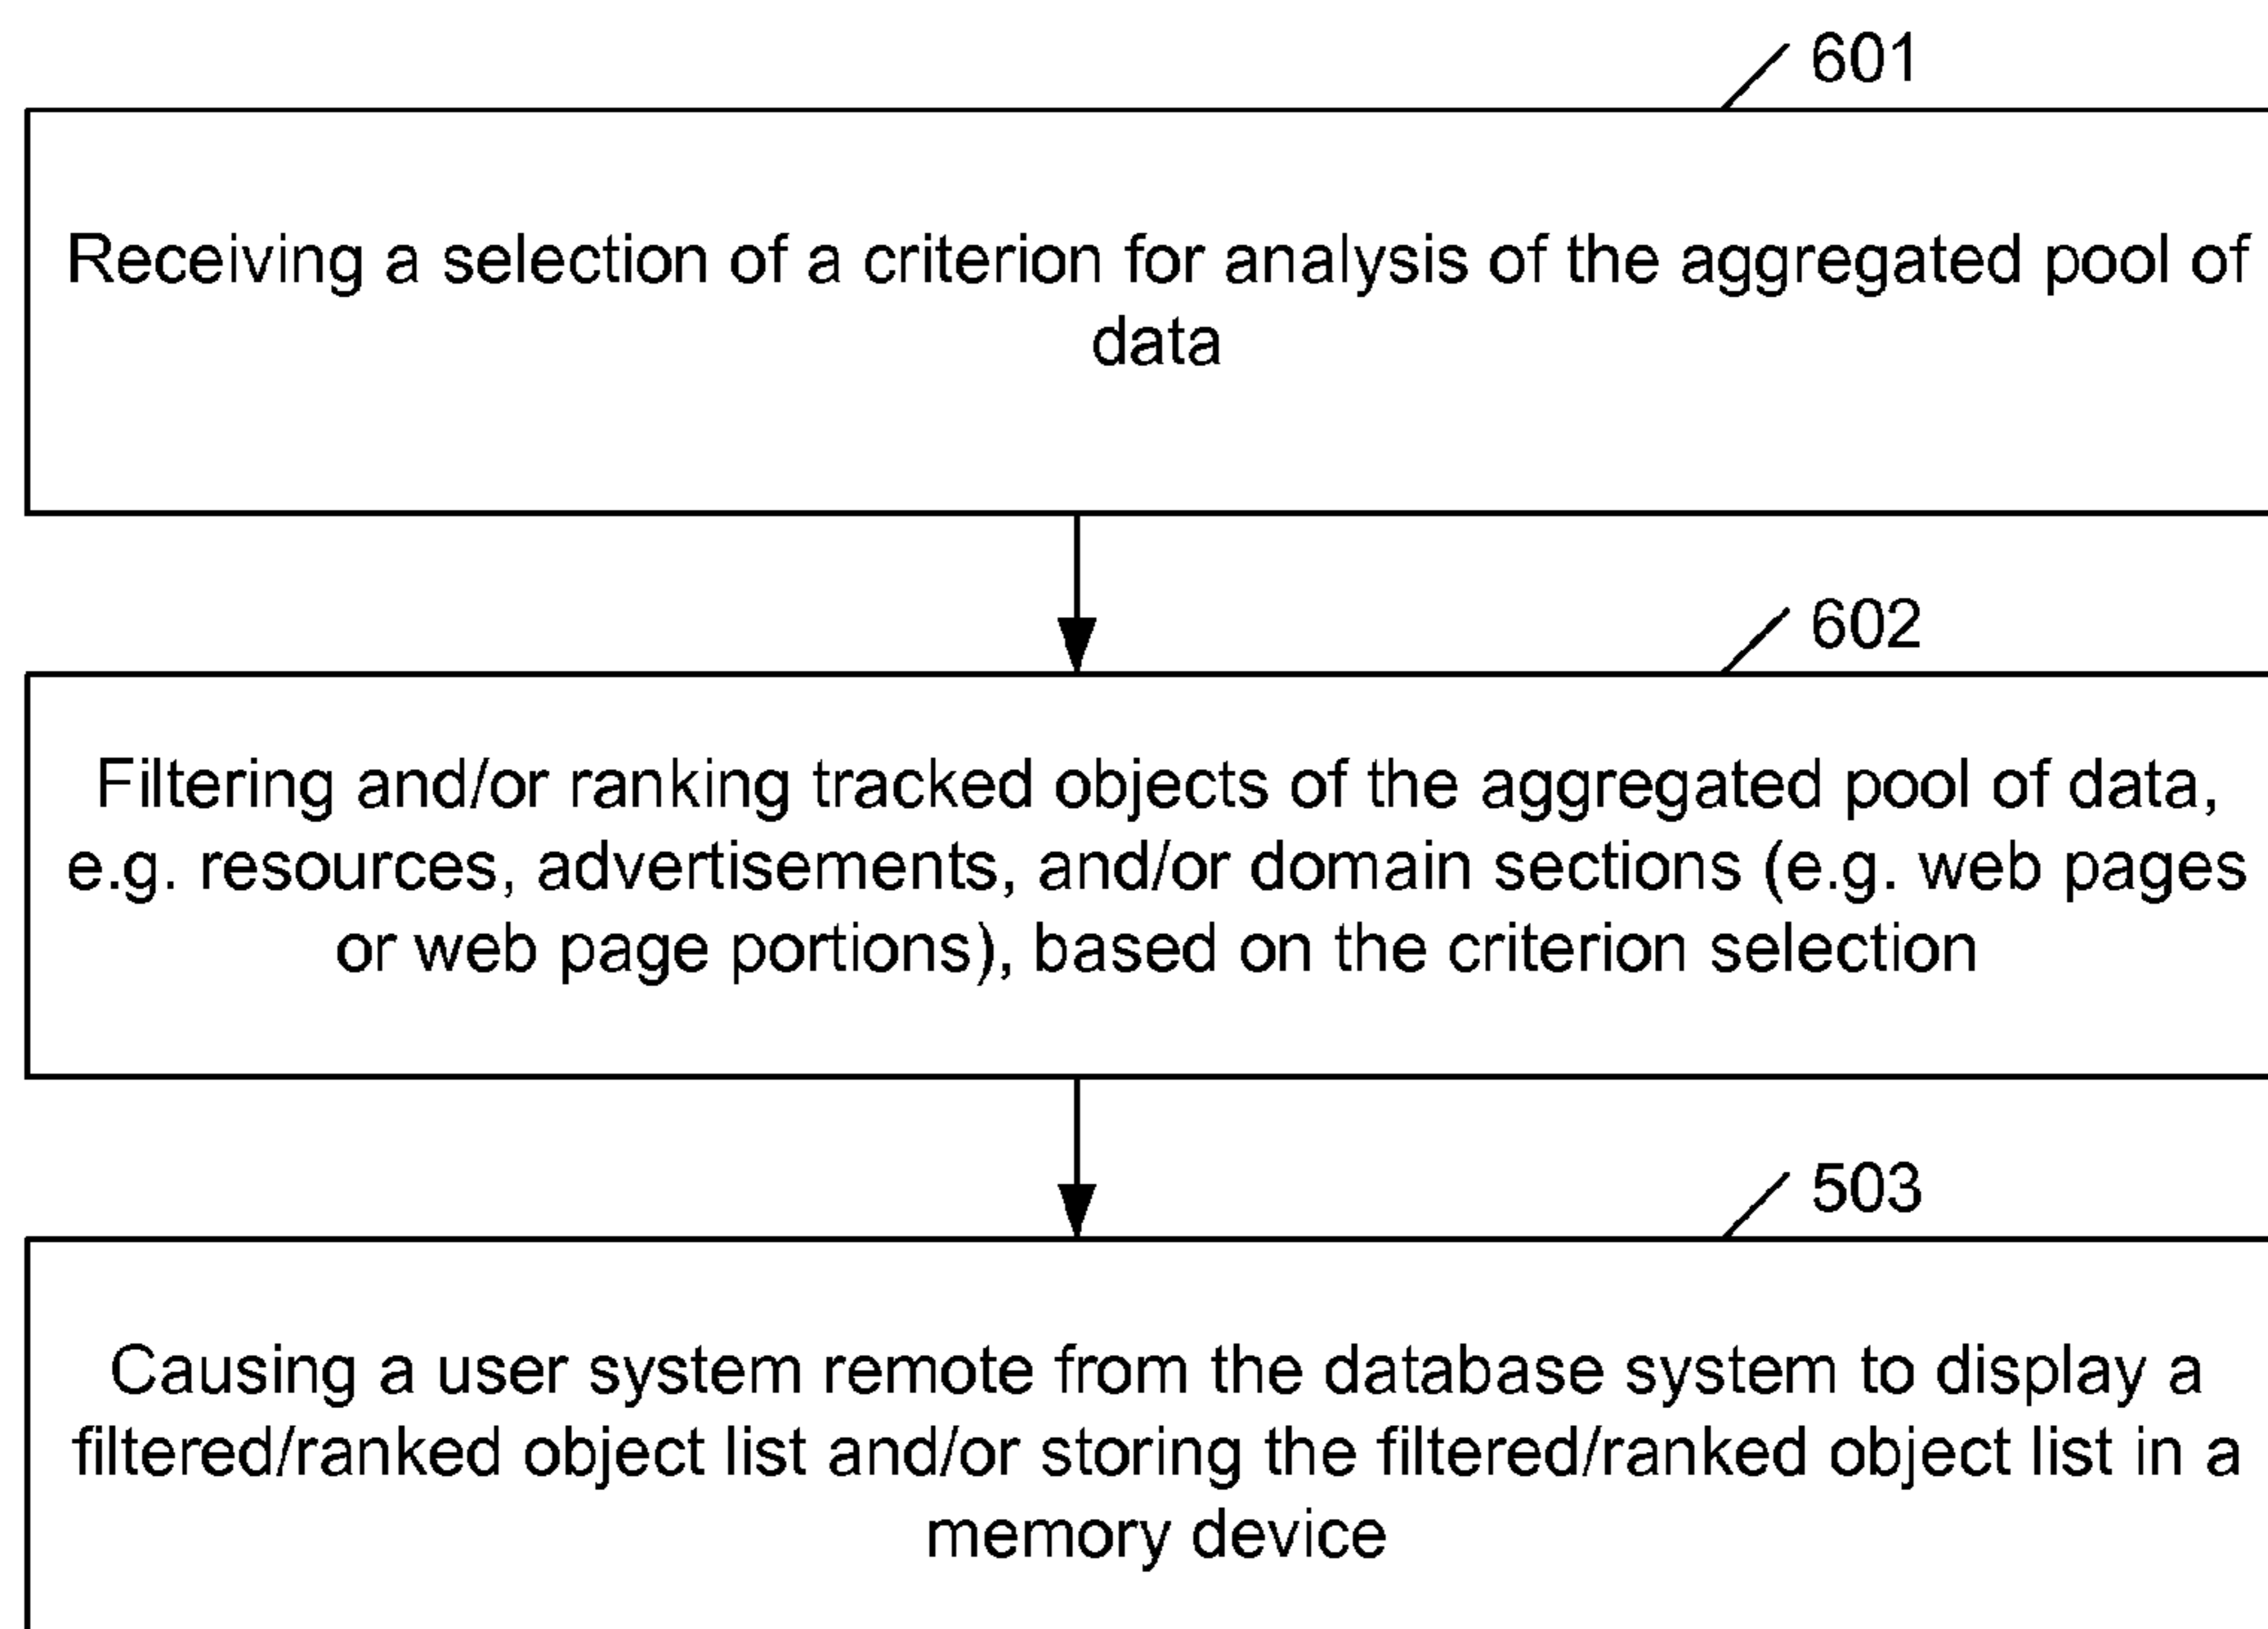 601
Receiving a selection of a criterion for analysis of the aggregated pool of
data
602
Filtering and/or ranking tracked objects of the aggregated pool of data,
e.g. resources, advertisements, and/or domain sections (e.g. web pages
or web page portions), based on the criterion selection
503
Causing a user system remote from the database system to display a
filtered/ranked object list and/or storing the filtered/ranked object list in a
memory device